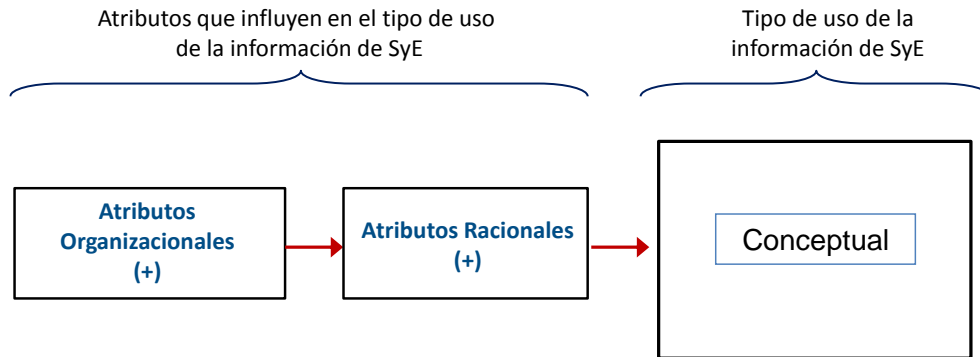 Atributos que influyen en el tipo de uso
de la información de SyE
Tipo de uso de la
información de SyE
Atributos
Organizacionales
(+)
Atributos Racionales
(+)
Conceptual